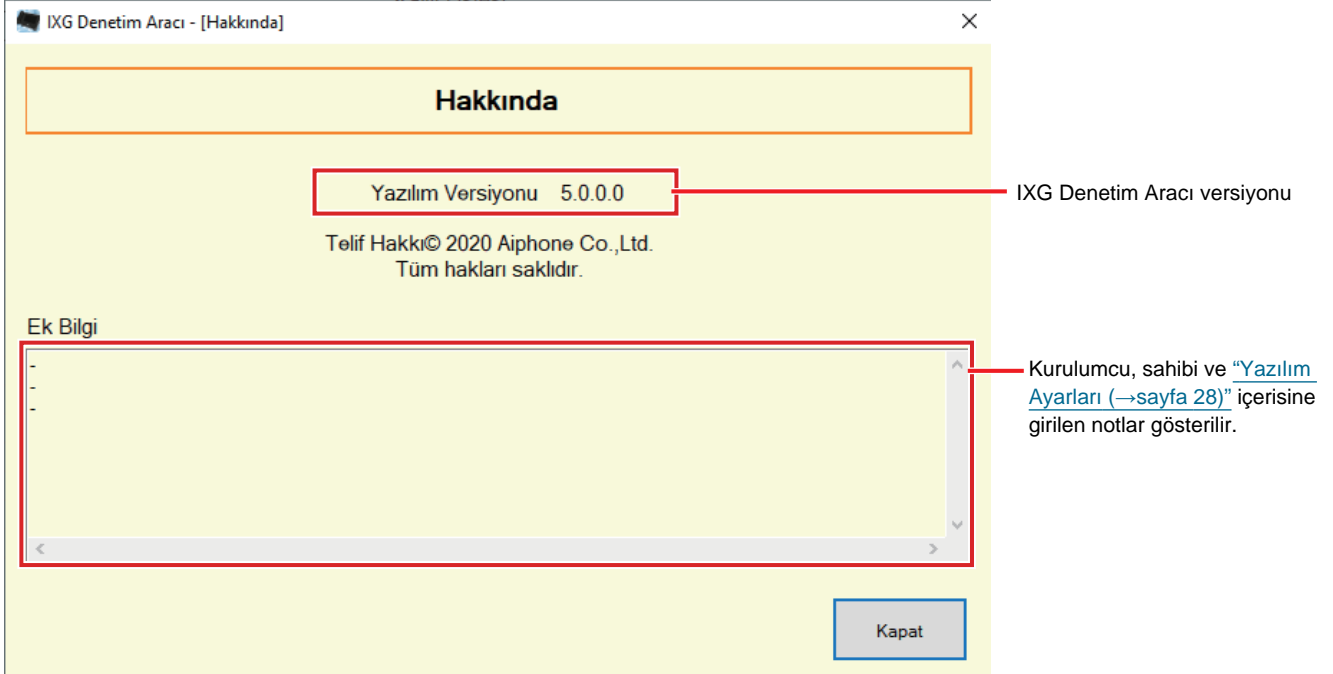 IXG Denetim Aracı - [Hakkında]
Hakkında
Yazılım Versiyonu 5.0.0.0
IXG Denetim Aracı versiyonu
Telif Hakkı© 2020 Aiphone Co.,Ltd.
Tüm hakları saklıdır.
Ek Bilgi
-
-
-
Kurulumcu, sahibi ve “Yazılım
Ayarları (→sayfa 28)” içerisine
girilen notlar gösterilir.
Kapat